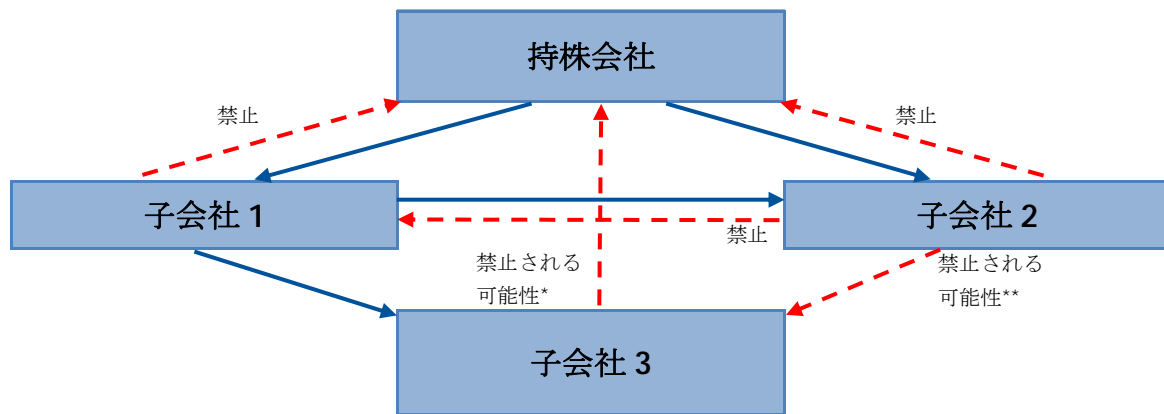 持株会社
禁止
禁止
子会社 1
子会社 2
禁止
禁止される
可能性*
禁止される
可能性**
子会社 3